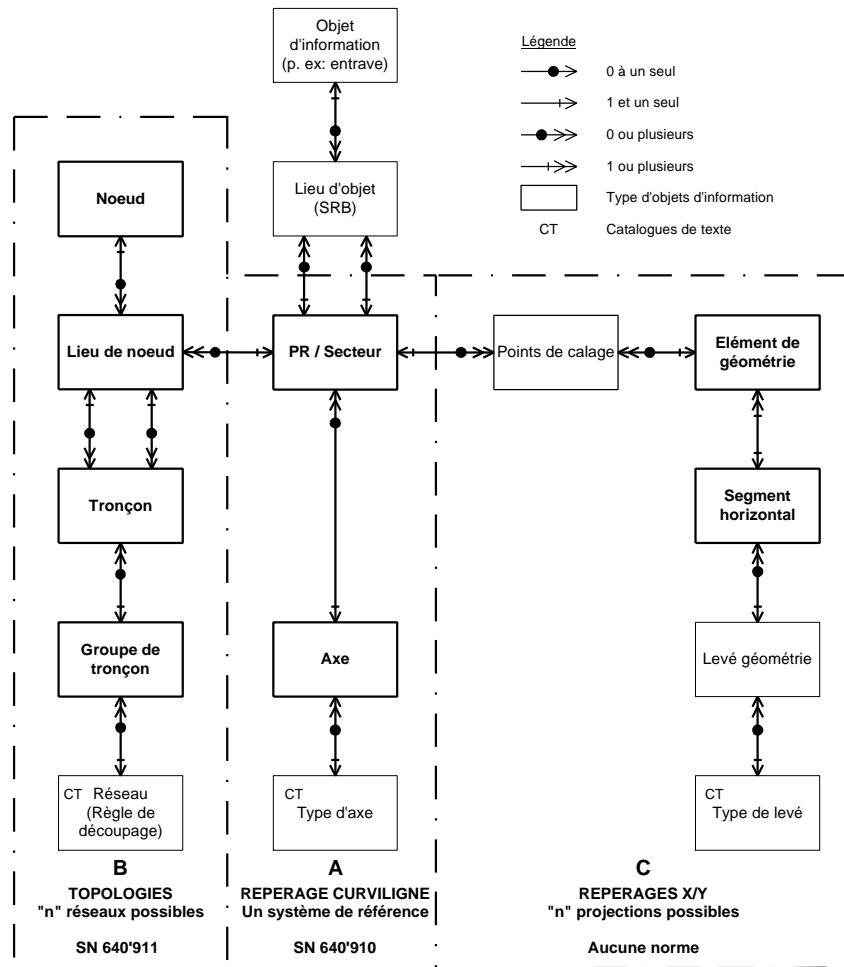 Objet
d'information
(p. ex: entrave)
Légende
0 à un seul
1 et un seul
0 ou plusieurs
1 ou plusieurs
Type d'objets d'information
CT Catalogues de texte
Noeud
Lieu d'objet
(SRB)
Lieu de noeud
PR / Secteur
Points de calage
Elément de
géométrie
Tronçon
Segment
horizontal
Groupe de
tronçon
Axe
Levé géométrie
CT Réseau
(Règle de
découpage)
CT
Type d'axe
CT
Type de levé
B
TOPOLOGIES
"n" réseaux possibles
SN 640'911
A
REPERAGE CURVILIGNE
Un système de référence
SN 640'910
C
REPERAGES X/Y
"n" projections possibles
Aucune norme